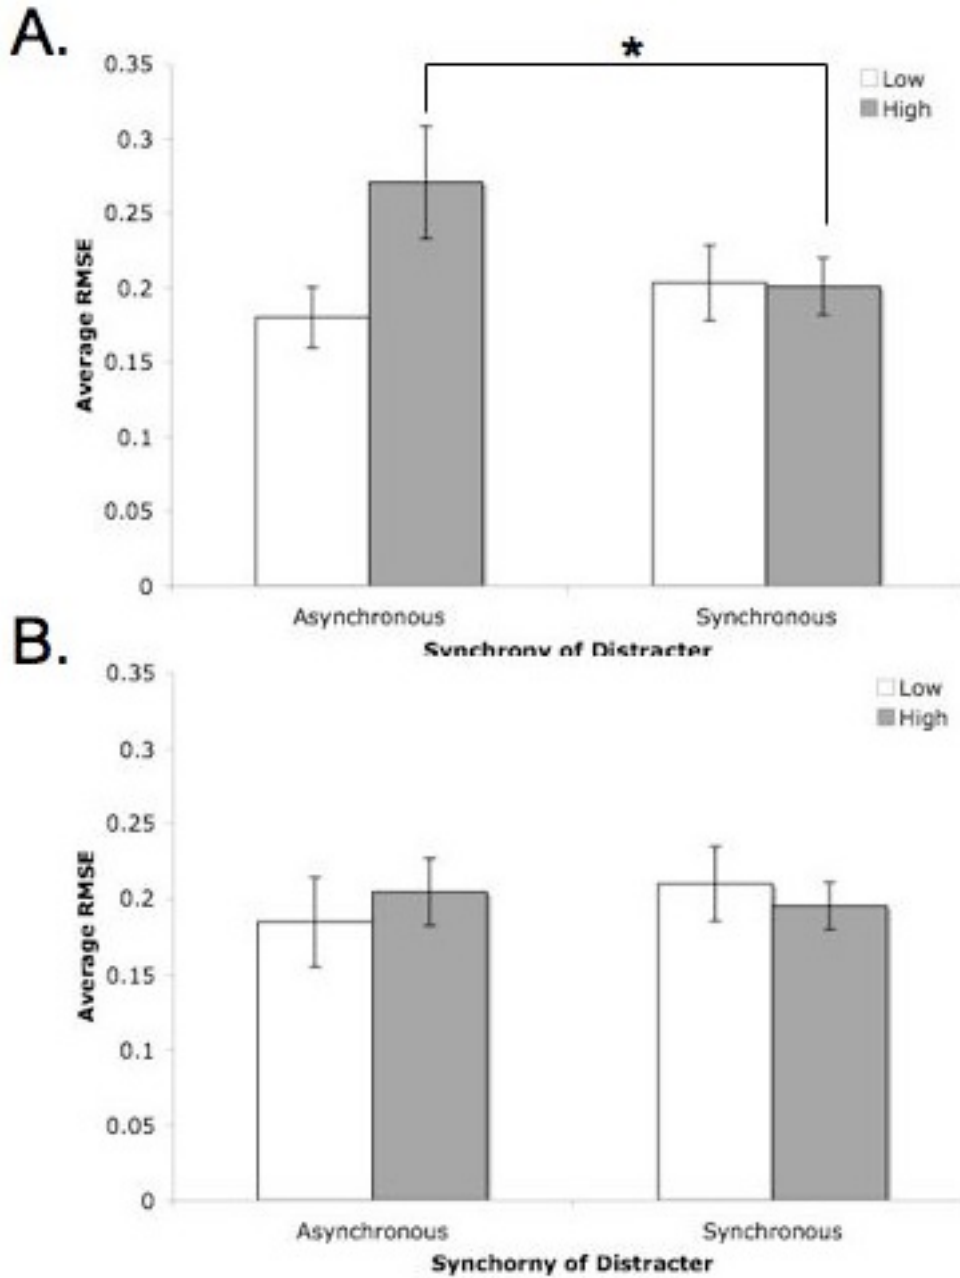 A.
*
0.35
0.3
0.25
0.2
0.15
0.1
0.05
0
Average RMSE
Low
High
Asynchronous Synchronous
Synchrony of Distracter
B.
0.35
0.3
0.25
0.2
0.15
0.1
0.05
0
Average RMSE
Low
High
Asynchronous Synchronous
Synchorny of Distracter